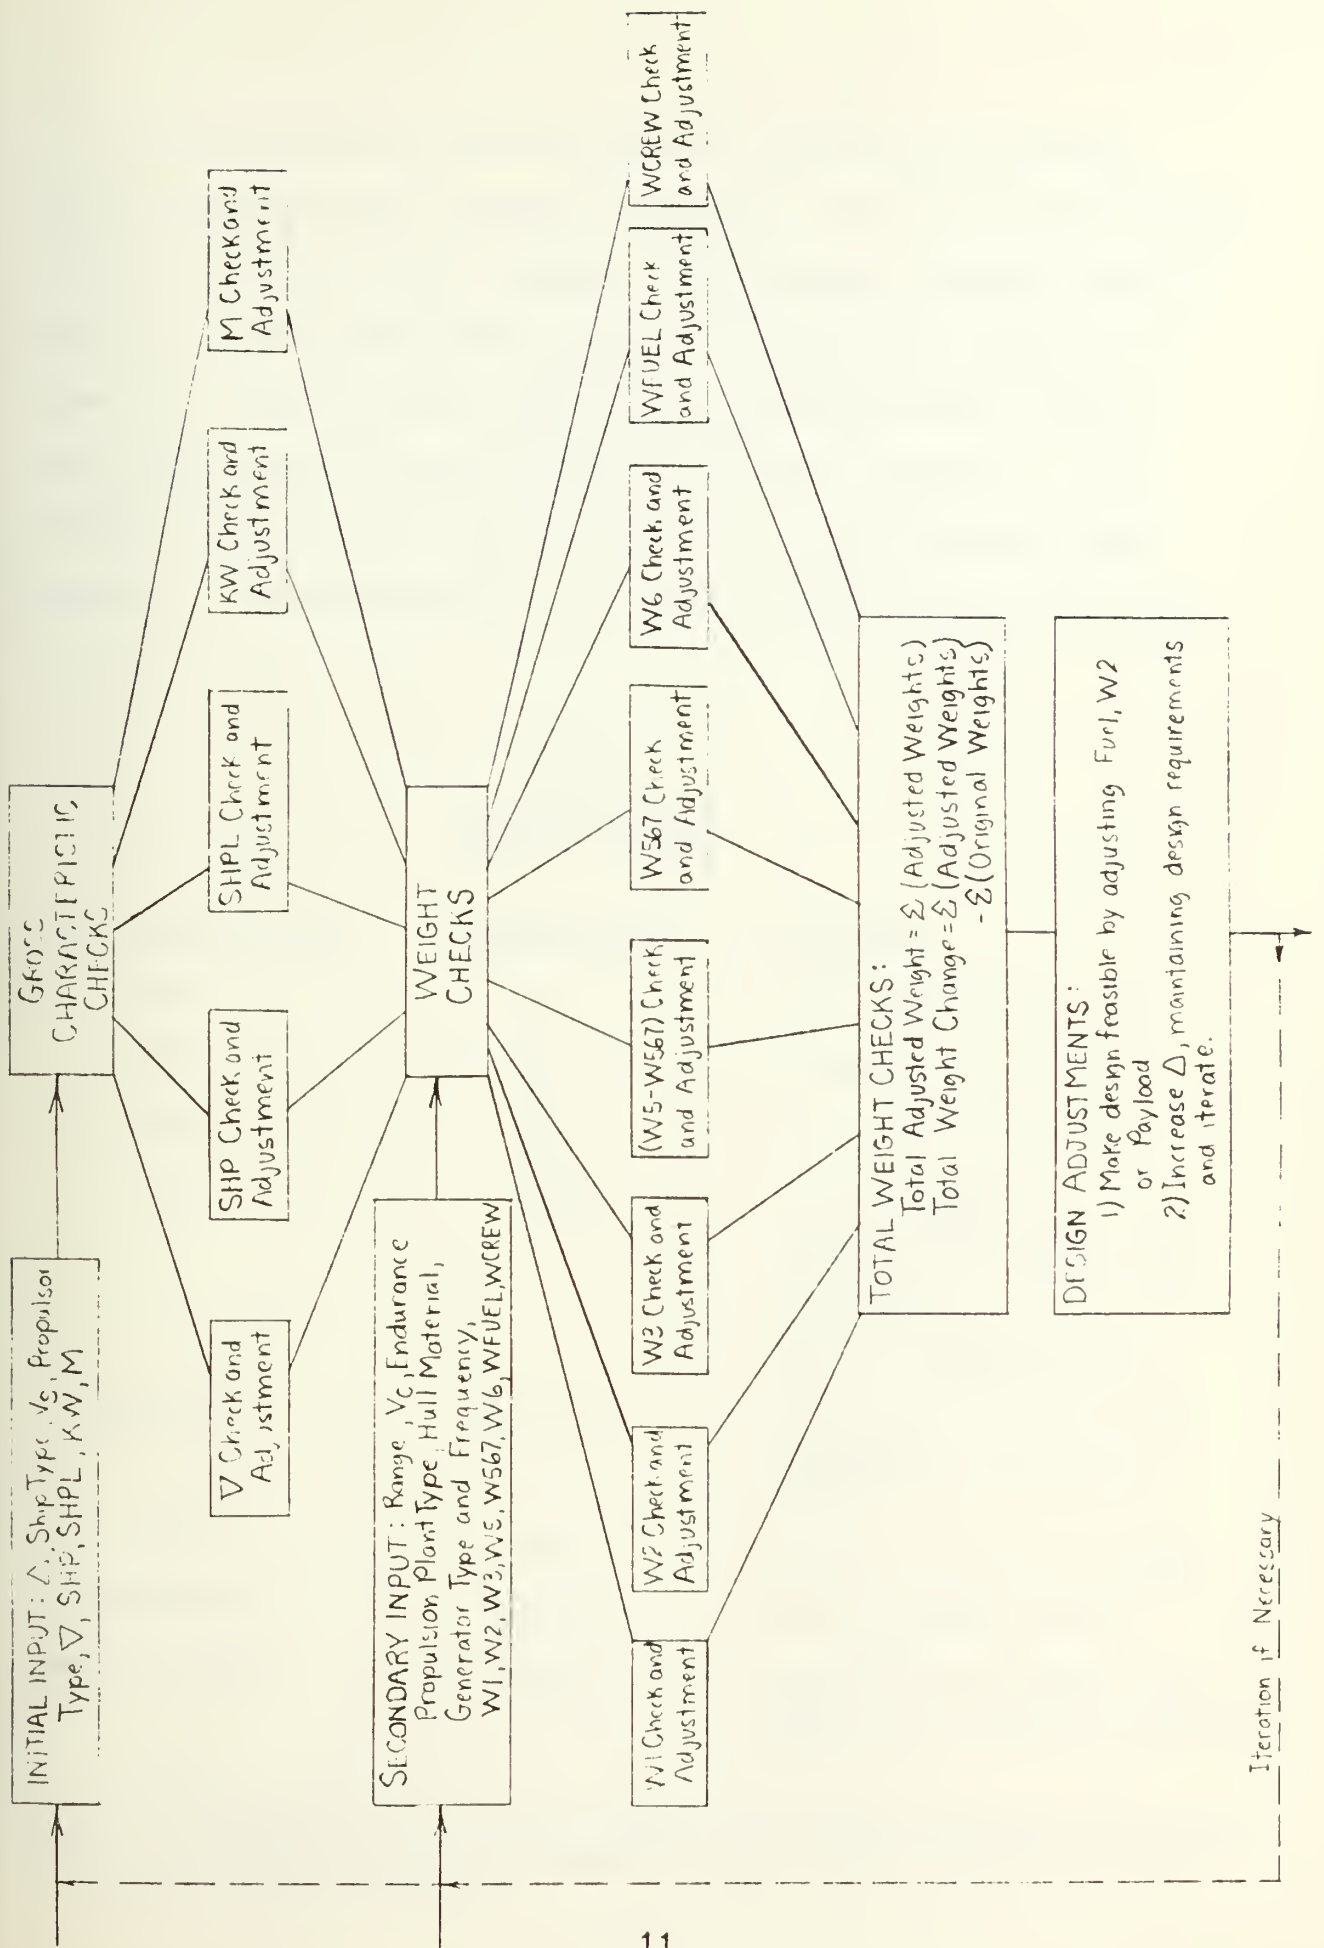 INITIAL INPUT: Δ, Ship Type, Vs, Propulsor
Type, ∇, SHP, SHPL, KW, M
GROSS
CHARACTERISTIC
CHECKS
∇ Check and
Adjustment
SHP Check and
Adjustment
SHPL Check and
Adjustment
KW Check and
Adjustment
M Check and
Adjustment
SECONDARY INPUT: Range, Vc, Endurance
Propulsion Plant Type, Hull Material,
Generator Type and Frequency,
W1, W2, W3, W5, W567, W6, WFUEL, WCREW
WEIGHT
CHECKS
W1 Check and
Adjustment
W2 Check and
Adjustment
W3 Check and
Adjustment
(W5-W567) Check
and Adjustment
W567 Check
and Adjustment
W6 Check and
Adjustment
WFUEL Check
and Adjustment
WCREW Check
and Adjustment
TOTAL WEIGHT CHECKS:
Total Adjusted Weight = Σ (Adjusted Weights)
Total Weight Change = Σ (Adjusted Weights)
- Σ (Original Weights)
DESIGN ADJUSTMENTS:
1) Make design feasible by adjusting Fuel, W2
or Payload
2) Increase Δ, maintaining design requirements
and iterate.
Iteration if Necessary
11